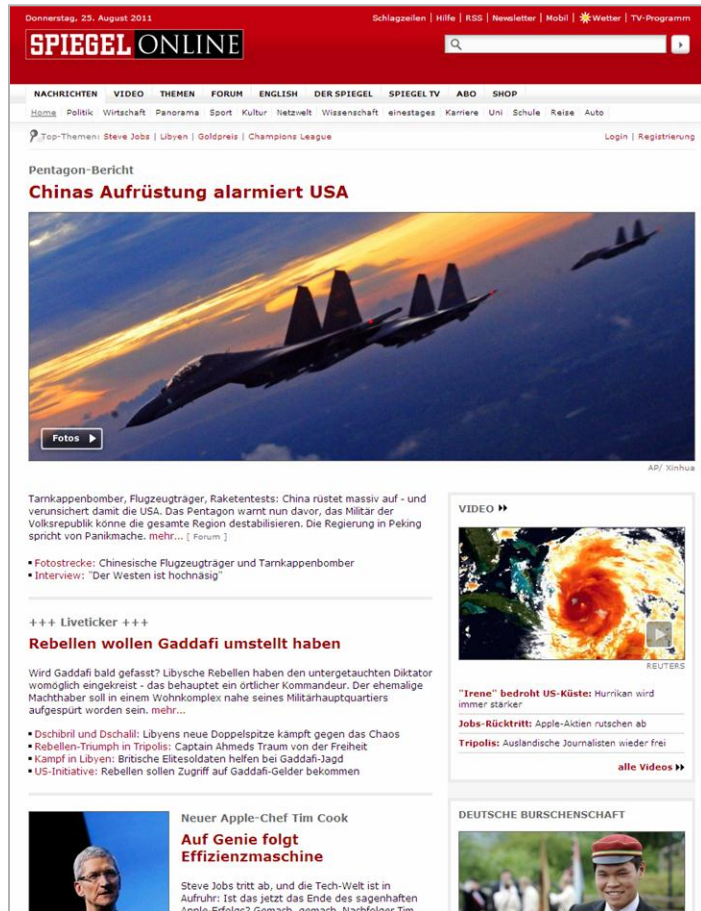 Donnerstag, 25. August 2011
Schlagzeilen | Hilfe | RSS | Newsletter | Mobil | Wetter | TV-Programm
SPIEGEL ONLINE
NACHRICHTEN VIDEO THEMEN FORUM ENGLISH DER SPIEGEL SPIEGEL TV ABO SHOP
Home Politik Wirtschaft Panorama Sport Kultur Netzwelt Wissenschaft einestages Karriere Uni Schule Reise Auto
Top-Themen: Steve Jobs | Libyen | Goldpreis | Champions League
Login | Registrierung
Pentagon-Bericht
Chinas Aufrüstung alarmiert USA
Fotos
AP/ Xinhua
Tarnkappenbomber, Flugzeugträger, Raketentests: China rüstet massiv auf - und
verunsichert damit die USA. Das Pentagon warnt nun davor, das Militär der
Volksrepublik könne die gesamte Region destabilisieren. Die Regierung in Peking
spricht von Panikmache. mehr... [ Forum ]
Fotostrecke: Chinesische Flugzeugträger und Tarnkappenbomber
Interview: "Der Westen ist hochnäsig"
+++ Liveticker +++
Rebellen wollen Gaddafi umstellt haben
Wird Gaddafi bald gefasst? Libysche Rebellen haben den untergetauchten Diktator
womöglich eingekreist - das behauptet ein örtlicher Kommandeur. Der ehemalige
Machthaber soll in einem Wohnkomplex nahe seines Militärhauptquartiers
aufgespürt worden sein. mehr...
Dschibril und Dschalil: Libyens neue Doppelspitze kämpft gegen das Chaos
Rebellen-Triumph in Tripolis: Captain Ahmeds Traum von der Freiheit
Kampf in Libyen: Britische Elitesoldaten helfen bei Gaddafi-Jagd
US-Initiative: Rebellen sollen Zugriff auf Gaddafi-Gelder bekommen
Neuer Apple-Chef Tim Cook
Auf Genie folgt
Effizienzmaschine
Steve Jobs tritt ab, und die Tech-Welt ist in
Aufruhr: Ist das jetzt das Ende des sagenhaften
Apple-Erfolgs? Gemach, gemach. Nachfolger Tim
VIDEO
REUTERS
"Irene" bedroht US-Küste: Hurrikan wird
immer stärker
Jobs-Rücktritt: Apple-Aktien rutschen ab
Tripolis: Ausländische Journalisten wieder frei
alle Videos
DEUTSCHE BURSCHENSCHAFT